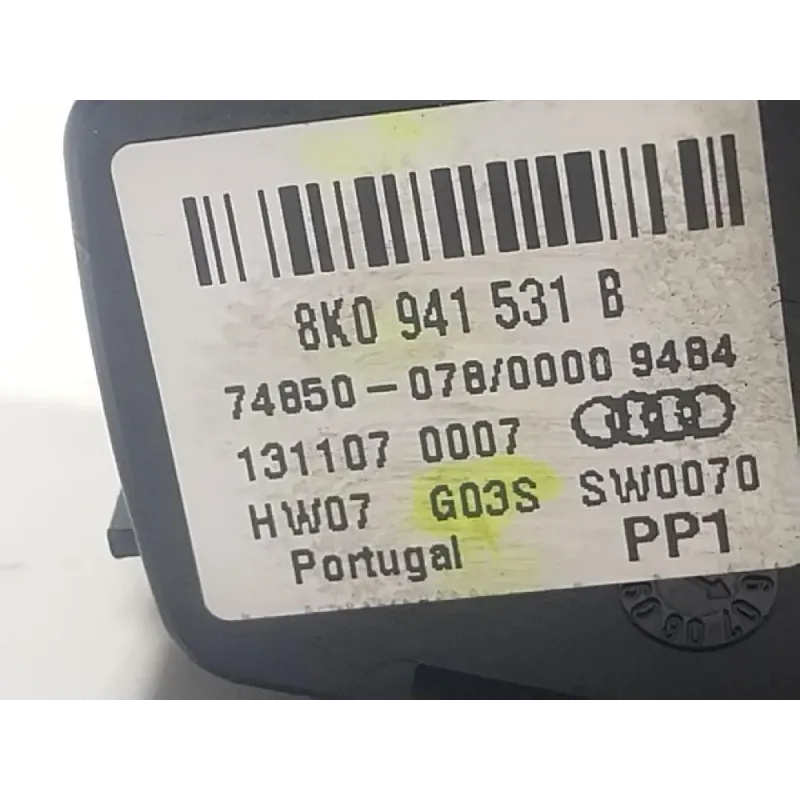 8K0 941 531 B
74850-078/0000 9484
131107 0007
HW07 G03S SW0070
Portugal PP1